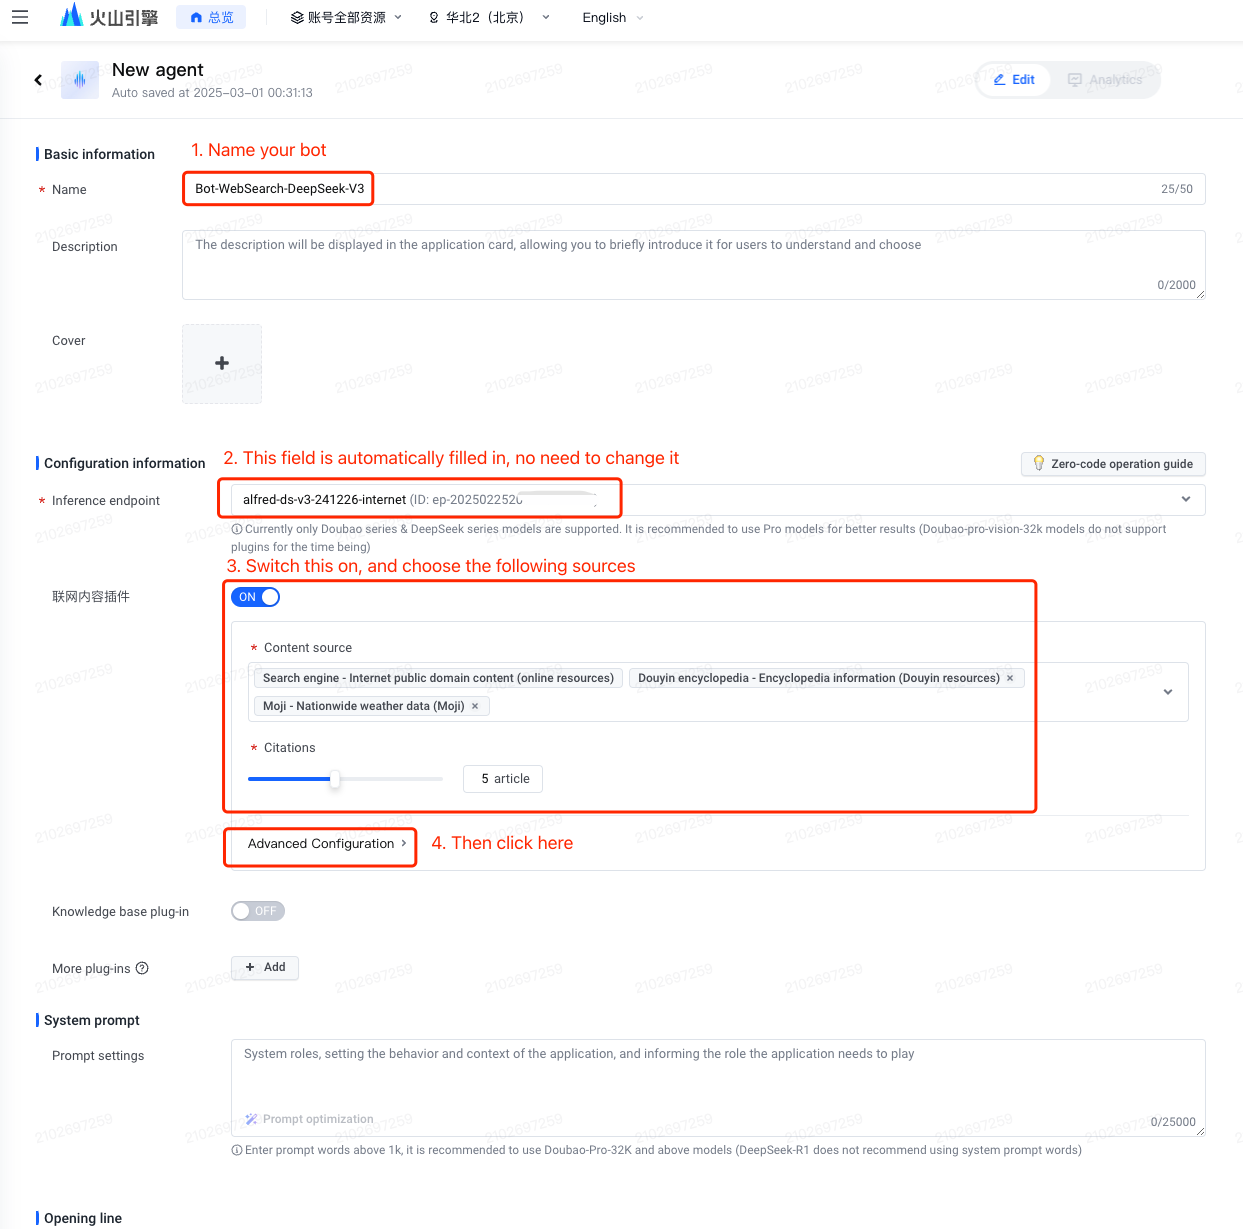 火山引擎 总览 账号全部资源 华北2（北京） English
New agent
Auto saved at 2025-03-01 00:31:13
Edit Analytics
1. Name your bot
Basic information
* Name Bot-WebSearch-DeepSeek-V3 25/50
Description The description will be displayed in the application card, allowing you to briefly introduce it for users to understand and choose
0/2000
Cover
2. This field is automatically filled in, no need to change it
Configuration information Zero-code operation guide
* Inference endpoint alfred-ds-v3-241226-internet (ID: ep-2025022520
Currently only Doubao series & DeepSeek series models are supported. It is recommended to use Pro models for better results (Doubao-pro-vision-32k models do not support
plugins for the time being)
3. Switch this on, and choose the following sources
联网内容插件 ON
* Content source
Search engine - Internet public domain content (online resources) Douyin encyclopedia - Encyclopedia information (Douyin resources) ×
Moji - Nationwide weather data (Moji) ×
* Citations
5 article
Advanced Configuration > 4. Then click here
Knowledge base plug-in OFF
More plug-ins ? + Add
System prompt
Prompt settings System roles, setting the behavior and context of the application, and informing the role the application needs to play
Prompt optimization 0/25000
Enter prompt words above 1k, it is recommended to use Doubao-Pro-32K and above models (DeepSeek-R1 does not recommend using system prompt words)
Opening line
2102697259